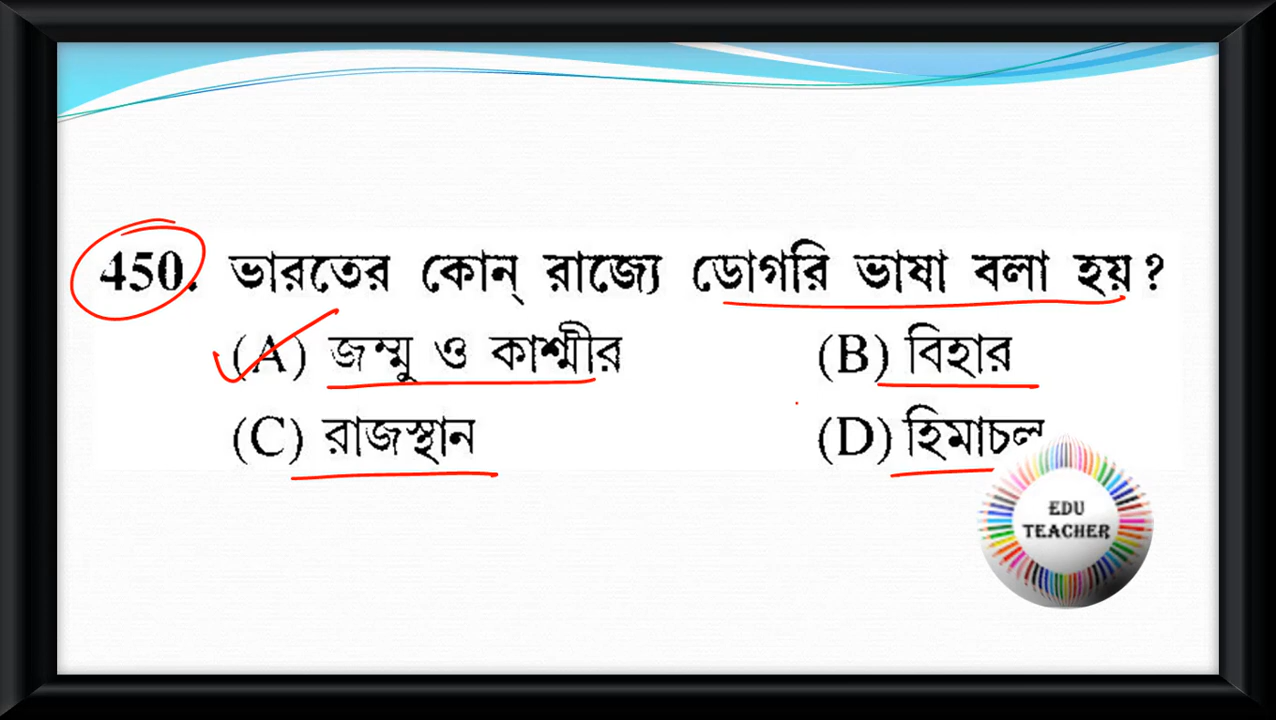 450. ভারতের কোন্ রাজ্যে ডোগরি ভাষা বলা হয়?
(A) জম্মু ও কাশ্মীর (B) বিহার
(C) রাজস্থান (D) হিমাচল
EDU
TEACHER